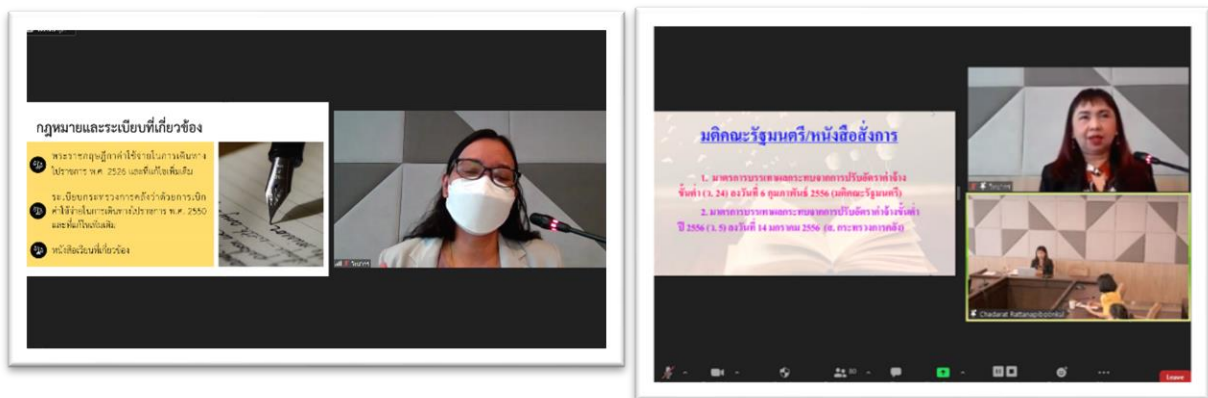 กฎหมายและระเบียบที่เกี่ยวข้อง
พระราชกฤษฎีกาค่าใช้จ่ายในการเดินทาง
ไปราชการ พ.ศ. 2526 และที่แก้ไขเพิ่มเติม
ระเบียบกระทรวงการคลังว่าด้วยการเบิก
ค่าใช้จ่ายในการเดินทางไปราชการ พ.ศ. 2550
และที่แก้ไขเพิ่มเติม
หนังสือเวียนที่เกี่ยวข้อง
วิทยากร
มติคณะรัฐมนตรี/หนังสือสั่งการ
1. มาตรการบรรเทาผลกระทบจากการปรับอัตราค่าจ้าง
ขั้นต่ำ (ว. 24) ลงวันที่ 6 กุมภาพันธ์ 2556 (มติคณะรัฐมนตรี)
2. มาตรการบรรเทาผลกระทบจากการปรับอัตราค่าจ้างขั้นต่ำ
ปี 2556 (ว. 5) ลงวันที่ 14 มกราคม 2556 (ส. กระทรวงการคลัง)
วิทยากร
Chadarat Rattanapiboonkul
30
Leave